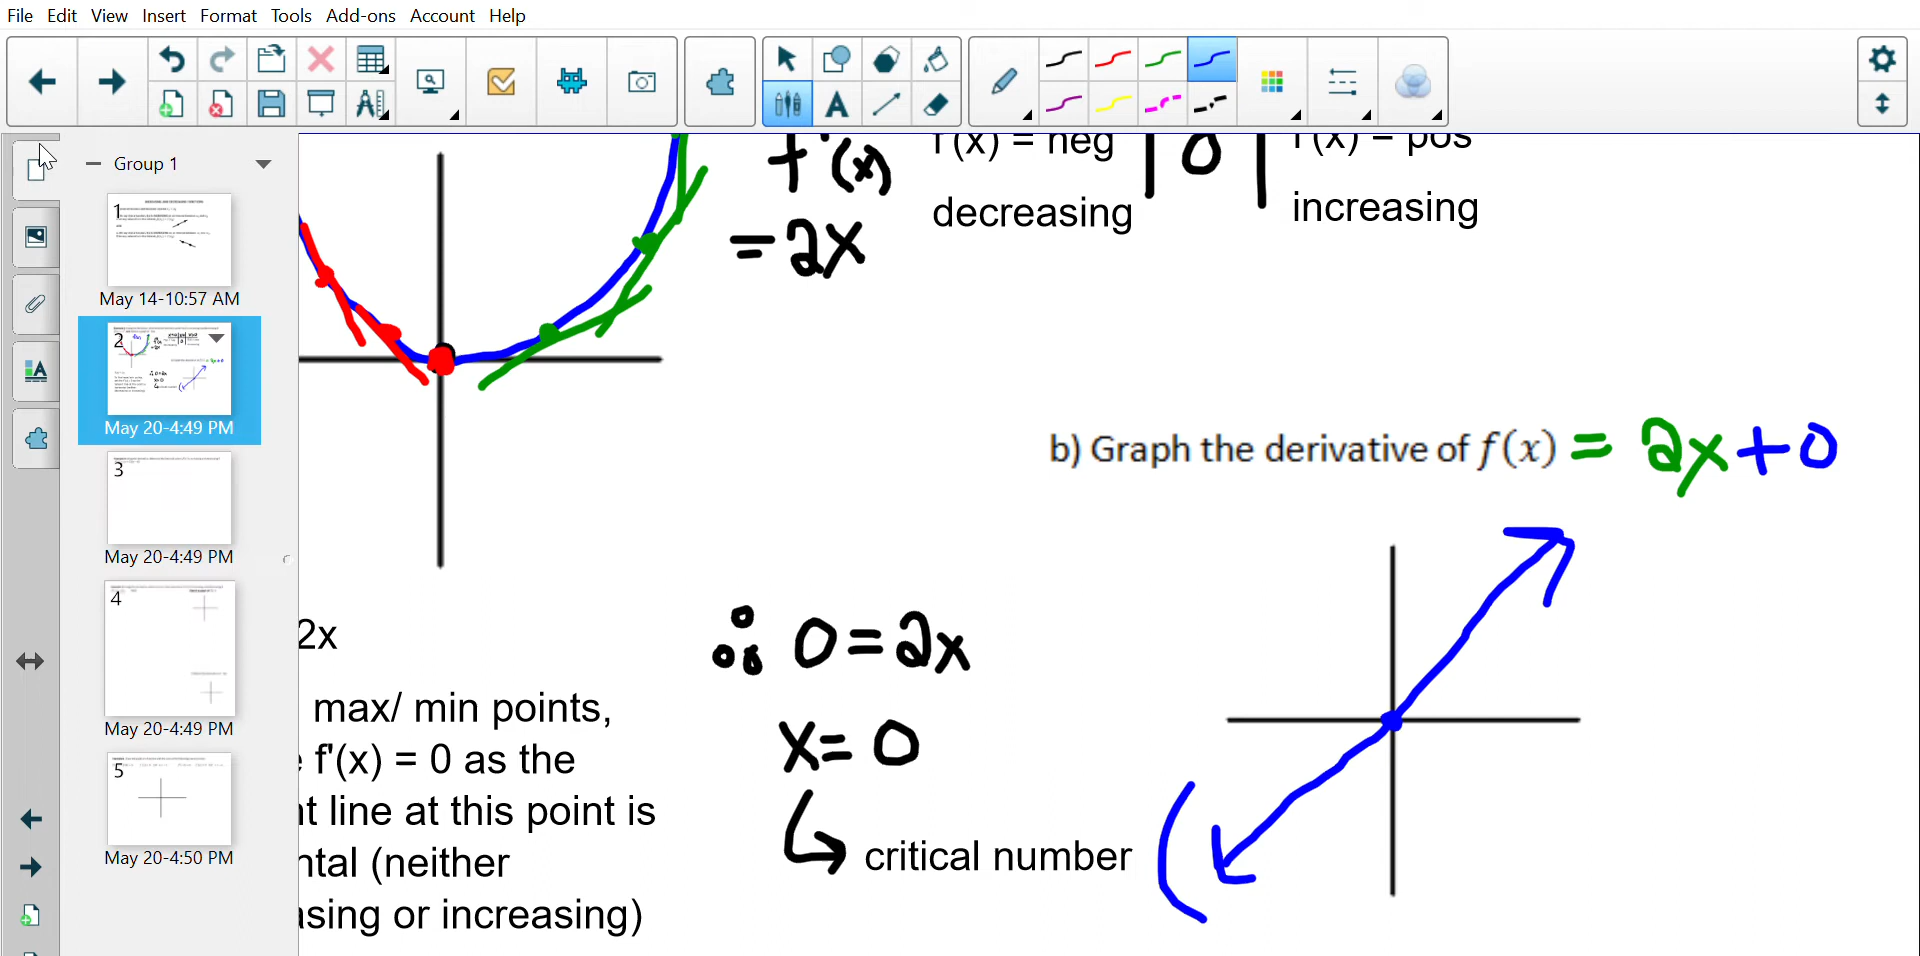 File Edit View Insert Format Tools Add-ons Account Help
Group 1
1
May 14-10:57 AM
2
May 20-4:49 PM
3
May 20-4:49 PM
4
May 20-4:49 PM
5
May 20-4:50 PM
f'(x)
= 2x
f'(x) = neg
decreasing
0
f'(x) = pos
increasing
b) Graph the derivative of f(x) = 2x+0
2x
max/ min points,
f'(x) = 0 as the
line at this point is
(neither
or increasing)
∴ 0=2x
x=0
critical number